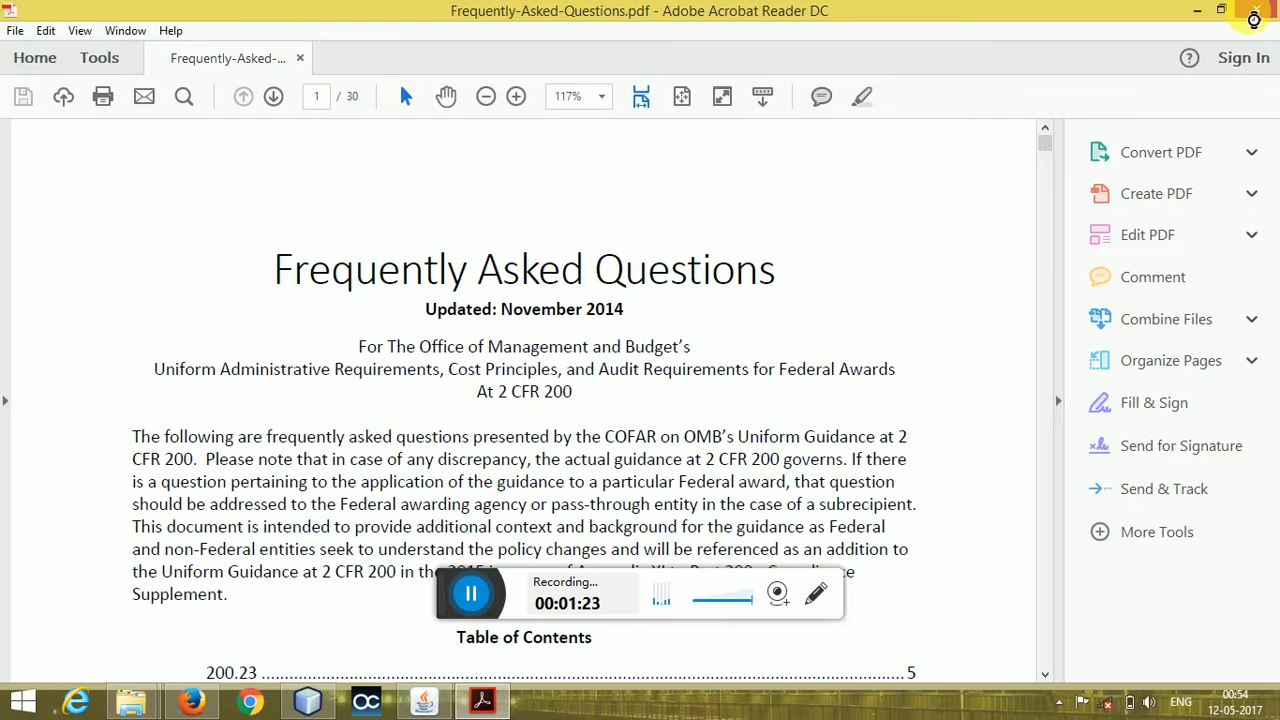 Frequently-Asked-Questions.pdf - Adobe Acrobat Reader DC
File Edit View Window Help
Home Tools Frequently-Asked-... × Sign In
1 / 30 117%
Convert PDF
Create PDF
Edit PDF
Comment
Combine Files
Organize Pages
Fill & Sign
Send for Signature
Send & Track
More Tools
Frequently Asked Questions
Updated: November 2014
For The Office of Management and Budget's
Uniform Administrative Requirements, Cost Principles, and Audit Requirements for Federal Awards
At 2 CFR 200
The following are frequently asked questions presented by the COFAR on OMB's Uniform Guidance at 2
CFR 200. Please note that in case of any discrepancy, the actual guidance at 2 CFR 200 governs. If there
is a question pertaining to the application of the guidance to a particular Federal award, that question
should be addressed to the Federal awarding agency or pass-through entity in the case of a subrecipient.
This document is intended to provide additional context and background for the guidance as Federal
and non-Federal entities seek to understand the policy changes and will be referenced as an addition to
the Uniform Guidance at 2 CFR 200 in the
Supplement.
Recording...
00:01:23
Table of Contents
200.23 ........................................................................ 5
OC
ENG
00:54
12-05-2017